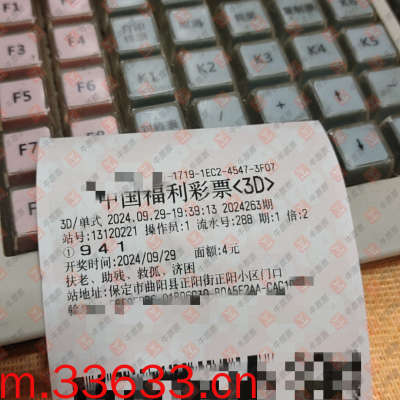 F1
F3
F4
F5
F6
F7
K1
K2
K3
K4
K5
-1719-1EC2-4547-3F07
中国福利彩票<3D>
3D/单式 2024.09.29-19:39:13 2024263期
站号:13120221 操作员:1 流水号:288 期:1 倍:2
① 9 4 1
开奖时间:2024/09/29 面额:4元
扶老、助残、救孤、济困
站地址:保定市曲阳县正阳街正阳小区门口
m.33633.cn